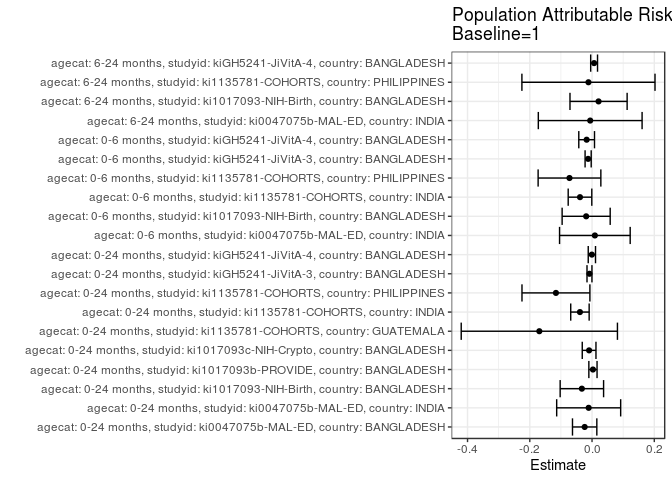 Population Attributable Risk
Baseline=1
agecat: 6-24 months, studyid: kiGH5241-JiVitA-4, country: BANGLADESH
agecat: 6-24 months, studyid: ki1135781-COHORTS, country: PHILIPPINES
agecat: 6-24 months, studyid: ki1017093-NIH-Birth, country: BANGLADESH
agecat: 6-24 months, studyid: ki0047075b-MAL-ED, country: INDIA
agecat: 0-6 months, studyid: kiGH5241-JiVitA-4, country: BANGLADESH
agecat: 0-6 months, studyid: kiGH5241-JiVitA-3, country: BANGLADESH
agecat: 0-6 months, studyid: ki1135781-COHORTS, country: PHILIPPINES
agecat: 0-6 months, studyid: ki1135781-COHORTS, country: INDIA
agecat: 0-6 months, studyid: ki1017093-NIH-Birth, country: BANGLADESH
agecat: 0-6 months, studyid: ki0047075b-MAL-ED, country: INDIA
agecat: 0-24 months, studyid: kiGH5241-JiVitA-4, country: BANGLADESH
agecat: 0-24 months, studyid: kiGH5241-JiVitA-3, country: BANGLADESH
agecat: 0-24 months, studyid: ki1135781-COHORTS, country: PHILIPPINES
agecat: 0-24 months, studyid: ki1135781-COHORTS, country: INDIA
agecat: 0-24 months, studyid: ki1135781-COHORTS, country: GUATEMALA
agecat: 0-24 months, studyid: ki1017093c-NIH-Crypto, country: BANGLADESH
agecat: 0-24 months, studyid: ki1017093b-PROVIDE, country: BANGLADESH
agecat: 0-24 months, studyid: ki1017093-NIH-Birth, country: BANGLADESH
agecat: 0-24 months, studyid: ki0047075b-MAL-ED, country: INDIA
agecat: 0-24 months, studyid: ki0047075b-MAL-ED, country: BANGLADESH
-0.4 -0.2 0.0 0.2
Estimate